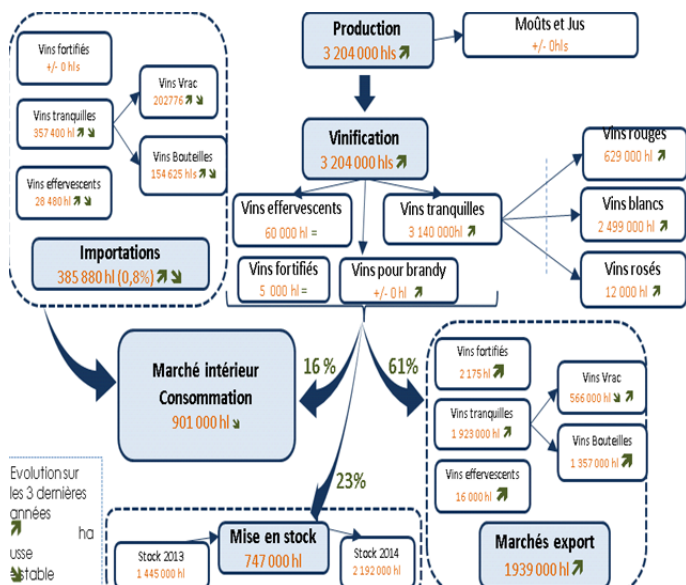 Production
3 204 000 hls
Moûts et Jus
+/- 0hls
Vins fortifiés
+/- 0 hls
Vins Vrac
202776
Vins tranquilles
357 400 hl
Vins Bouteilles
154 625 hls
Vins effervescents
28 480 hl
Importations
385 880 hl (0,8%)
Vinification
3 204 000 hls
Vins effervescents
60 000 hl =
Vins tranquilles
3 140 000hl
Vins fortifiés
5 000 hl =
Vins pour brandy
+/- 0 hl
Vins rouges
629 000 hl
Vins blancs
2 499 000 hl
Vins rosés
12 000 hl
Marché intérieur
Consommation
901 000 hl
16 %
61%
23%
Vins fortifiés
2 175 hl
Vins Vrac
566 000 hl
Vins tranquilles
1 923 000 hl
Vins Bouteilles
1 357 000 hl
Vins effervescents
16 000 hl
Marchés export
1939 000 hl
Mise en stock
747 000 hl
Stock 2013
1 445 000 hl
Stock 2014
2 192 000 hl
Evolution sur
les 3 dernières
années
ha
usse
stable